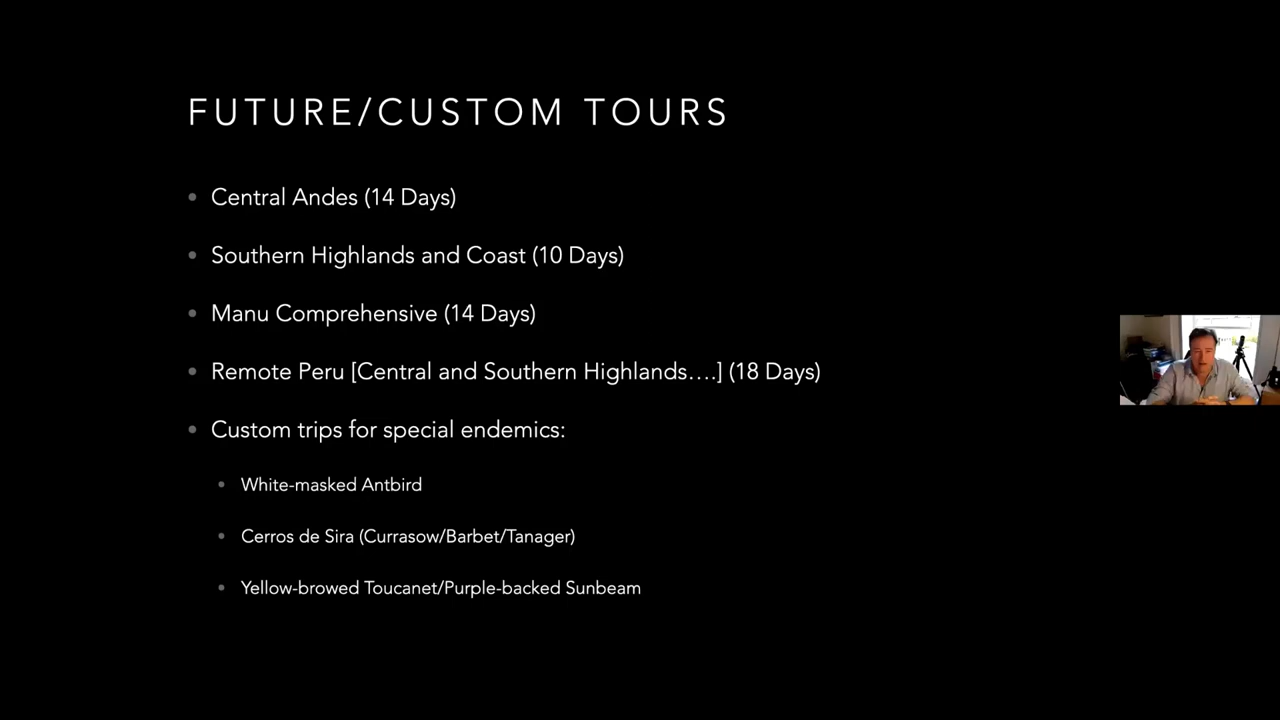 FUTURE/CUSTOM TOURS
Central Andes (14 Days)
Southern Highlands and Coast (10 Days)
Manu Comprehensive (14 Days)
Remote Peru [Central and Southern Highlands….] (18 Days)
Custom trips for special endemics:
White-masked Antbird
Cerros de Sira (Currasow/Barbet/Tanager)
Yellow-browed Toucanet/Purple-backed Sunbeam